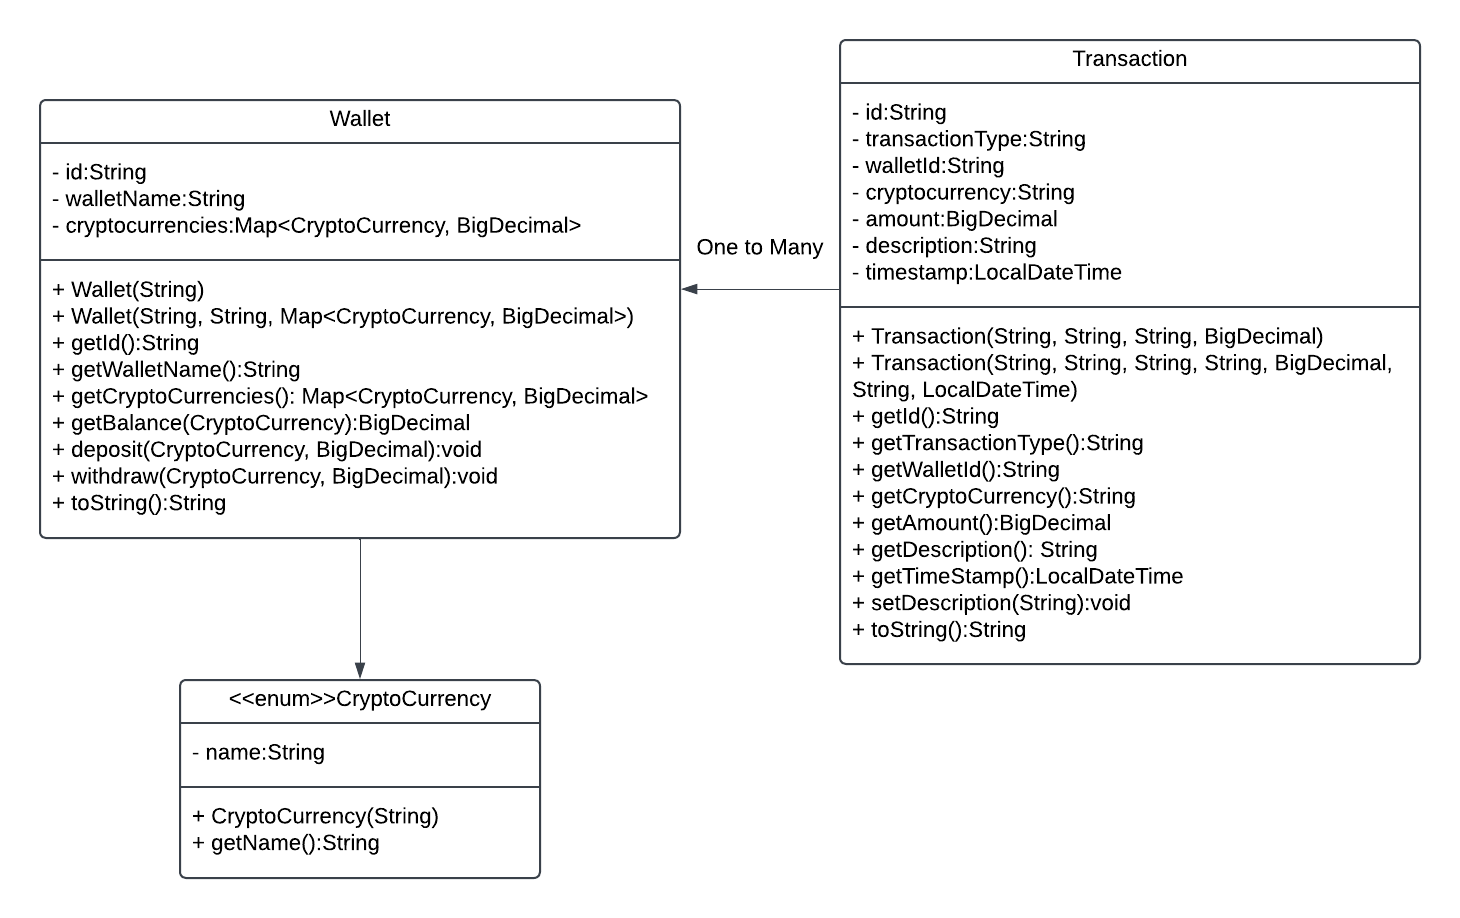 Wallet
- id:String
- walletName:String
- cryptocurrencies:Map<CryptoCurrency, BigDecimal>
+ Wallet(String)
+ Wallet(String, String, Map<CryptoCurrency, BigDecimal>)
+ getId():String
+ getWalletName():String
+ getCryptoCurrencies(): Map<CryptoCurrency, BigDecimal>
+ getBalance(CryptoCurrency):BigDecimal
+ deposit(CryptoCurrency, BigDecimal):void
+ withdraw(CryptoCurrency, BigDecimal):void
+ toString():String
One to Many
Transaction
- id:String
- transactionType:String
- walletId:String
- cryptocurrency:String
- amount:BigDecimal
- description:String
- timestamp:LocalDateTime
+ Transaction(String, String, String, BigDecimal)
+ Transaction(String, String, String, String, BigDecimal,
String, LocalDateTime)
+ getId():String
+ getTransactionType():String
+ getWalletId():String
+ getCryptoCurrency():String
+ getAmount():BigDecimal
+ getDescription(): String
+ getTimeStamp():LocalDateTime
+ setDescription(String):void
+ toString():String
<<enum>>CryptoCurrency
- name:String
+ CryptoCurrency(String)
+ getName():String